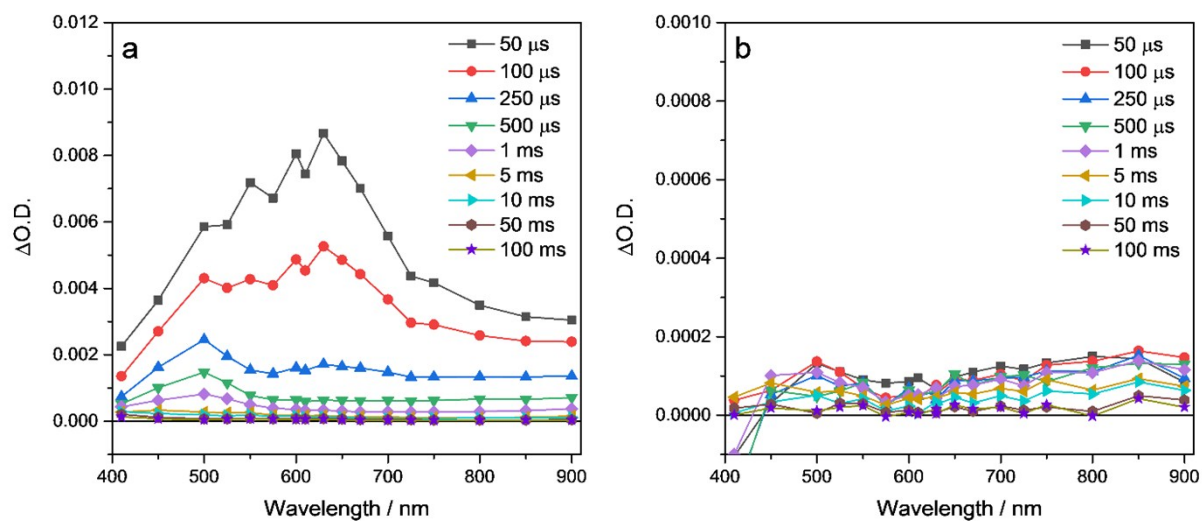 a
50 μs
100 μs
250 μs
500 μs
1 ms
5 ms
10 ms
50 ms
100 ms
0.012
0.010
0.008
0.006
0.004
0.002
0.000
ΔO.D.
400 500 600 700 800 900
Wavelength / nm
b
50 μs
100 μs
250 μs
500 μs
1 ms
5 ms
10 ms
50 ms
100 ms
0.0010
0.0008
0.0006
0.0004
0.0002
0.0000
ΔO.D.
400 500 600 700 800 900
Wavelength / nm